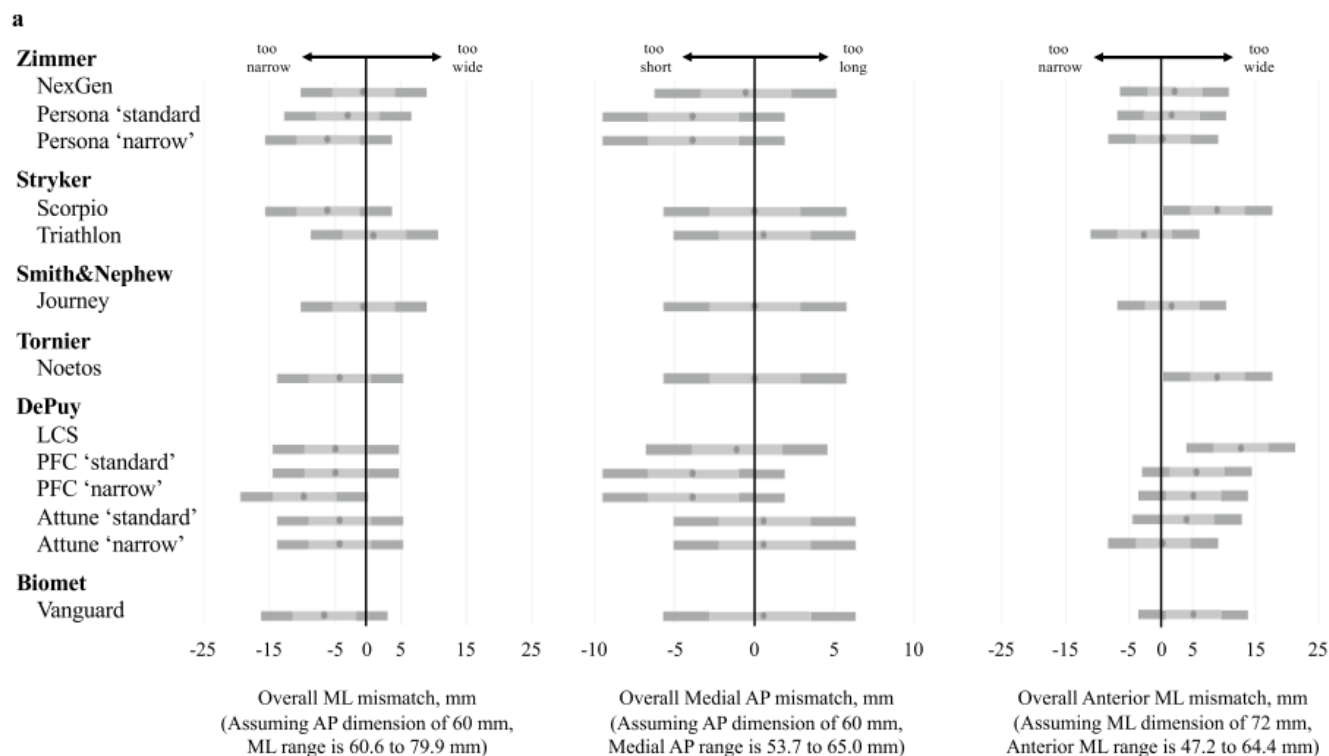 a
too narrow
too wide
too short
too long
too narrow
too wide
Zimmer
NexGen
Persona ‘standard
Persona ‘narrow’
Stryker
Scorpio
Triathlon
Smith&Nephew
Journey
Tornier
Noetos
DePuy
LCS
PFC ‘standard’
PFC ‘narrow’
Attune ‘standard’
Attune ‘narrow’
Biomet
Vanguard
-25 -15 -5 0 5 15 25
-10 -5 0 5 10
-25 -15 -5 0 5 15 25
Overall ML mismatch, mm
(Assuming AP dimension of 60 mm,
ML range is 60.6 to 79.9 mm)
Overall Medial AP mismatch, mm
(Assuming AP dimension of 60 mm,
Medial AP range is 53.7 to 65.0 mm)
Overall Anterior ML mismatch, mm
(Assuming ML dimension of 72 mm,
Anterior ML range is 47.2 to 64.4 mm)